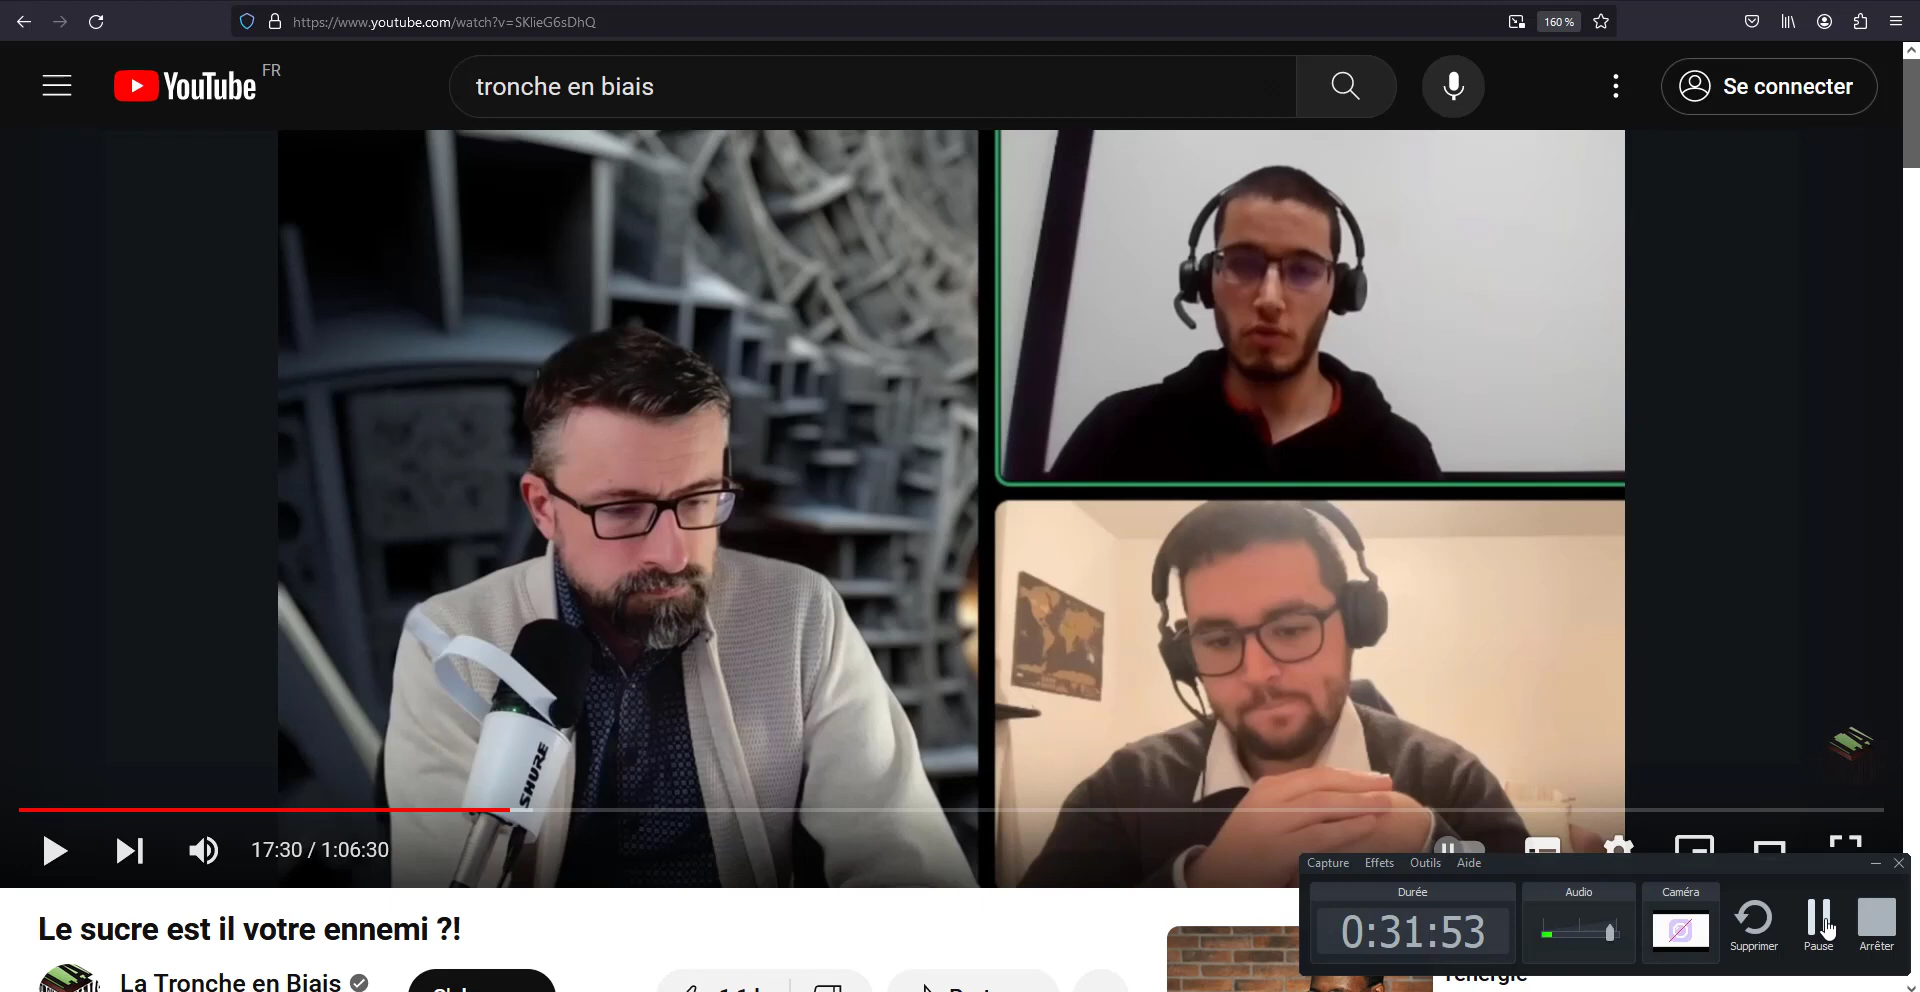 https://www.youtube.com/watch?v=SKlieG6sDhQ
160 %
YouTube FR
tronche en biais
Se connecter
SHURE
17:30 / 1:06:30
Capture Effets Outils Aide
Durée
0:31:53
Audio
Caméra
Supprimer
Pause
Arrêter
Le sucre est il votre ennemi ?!
La Tronche en Biais
l'énergie